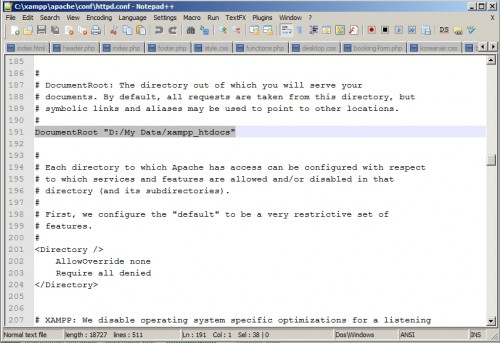 C:\xampp\apache\conf\httpd.conf - Notepad++
File Edit Search View Encoding Language Settings Macro Run TextFX Plugins Window ? X
index.html header.php index.php footer.php style.css functions.php desktop.css booking-form.php koreanair.css
185
186 #
187 # DocumentRoot: The directory out of which you will serve your
188 # documents. By default, all requests are taken from this directory, but
189 # symbolic links and aliases may be used to point to other locations.
190 #
191 DocumentRoot "D:/My Data/xampp_htdocs"
192
193 #
194 # Each directory to which Apache has access can be configured with respect
195 # to which services and features are allowed and/or disabled in that
196 # directory (and its subdirectories).
197 #
198 # First, we configure the "default" to be a very restrictive set of
199 # features.
200 #
201 <Directory />
202 AllowOverride none
203 Require all denied
204 </Directory>
205
206
207 # XAMPP: We disable operating system specific optimizations for a listening
Normal text file length : 18727 lines : 511 Ln : 191 Col : 1 Sel : 38 | 0 Dos\Windows ANSI INS